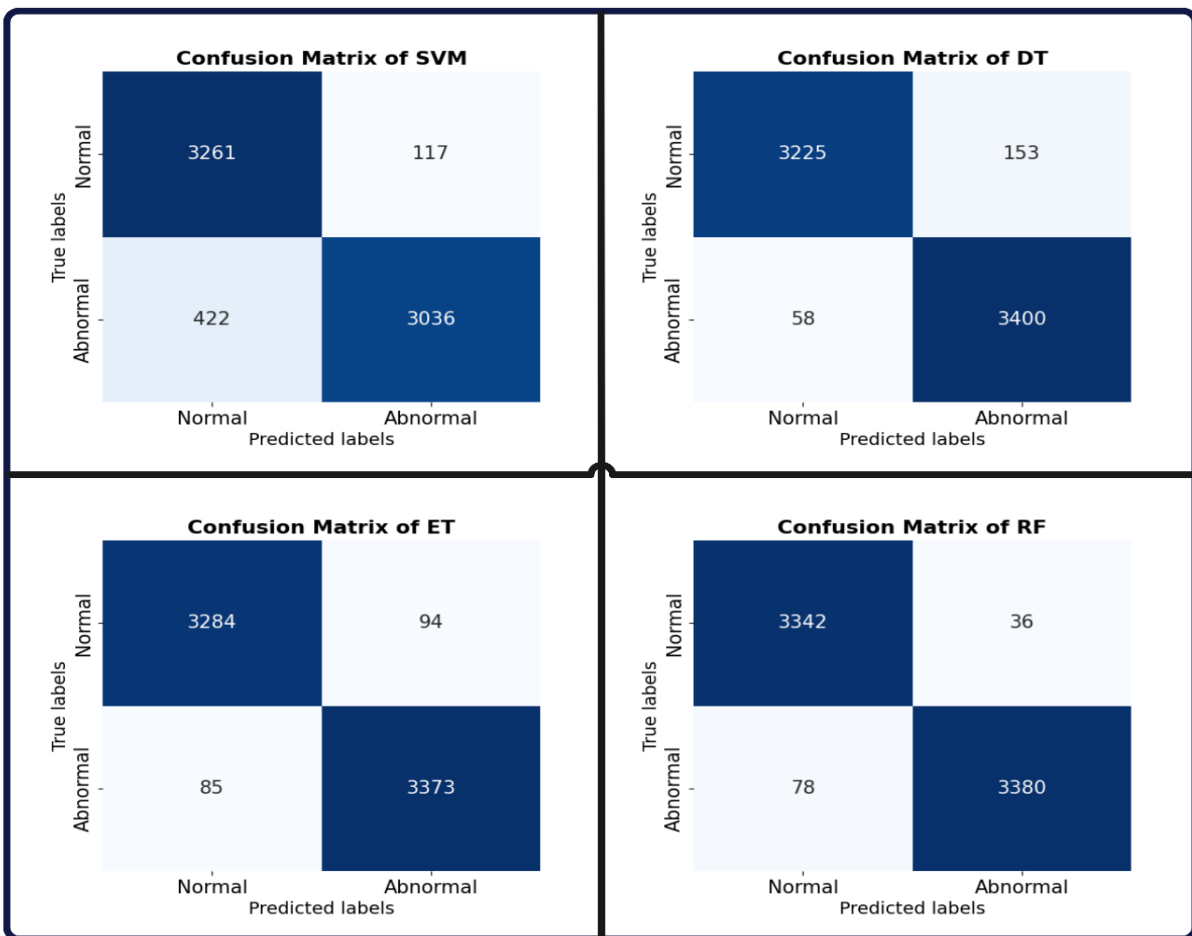 Confusion Matrix of SVM
True labels
Normal
3261 117
Abnormal
422 3036
Normal Abnormal
Predicted labels
Confusion Matrix of DT
True labels
Normal
3225 153
Abnormal
58 3400
Normal Abnormal
Predicted labels
Confusion Matrix of ET
True labels
Normal
3284 94
Abnormal
85 3373
Normal Abnormal
Predicted labels
Confusion Matrix of RF
True labels
Normal
3342 36
Abnormal
78 3380
Normal Abnormal
Predicted labels